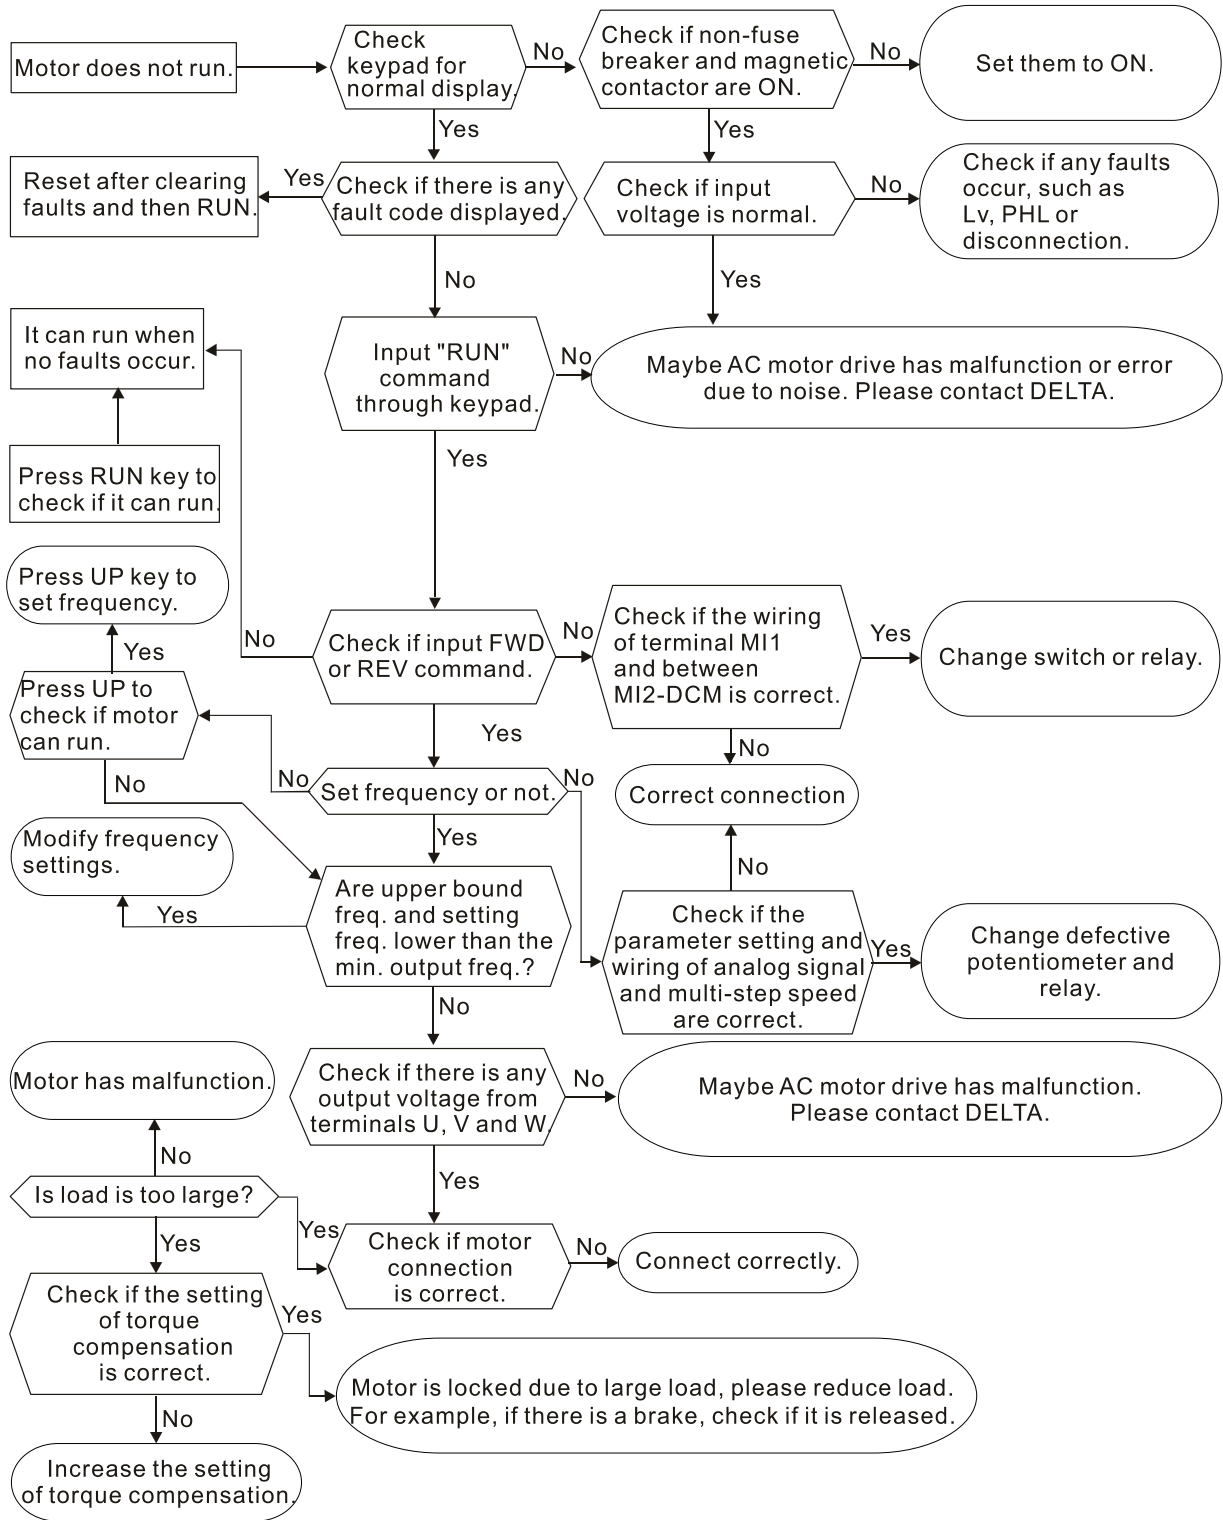 Motor does not run.
Check
keypad for
normal display.
No
Check if non-fuse
breaker and magnetic
contactor are ON.
No
Set them to ON.
Yes
Yes
Reset after clearing
faults and then RUN.
Yes
Check if there is any
fault code displayed.
Check if input
voltage is normal.
No
Check if any faults
occur, such as
Lv, PHL or
disconnection.
No
Yes
It can run when
no faults occur.
Input "RUN"
command
through keypad.
No
Maybe AC motor drive has malfunction or error
due to noise. Please contact DELTA.
Yes
Press RUN key to
check if it can run.
Press UP key to
set frequency.
No
Check if input FWD
or REV command.
No
Check if the wiring
of terminal MI1
and between
MI2-DCM is correct.
Yes
Change switch or relay.
Yes
Press UP to
check if motor
can run.
Yes
No
No
No
Set frequency or not.
No
Correct connection
Yes
No
Modify frequency
settings.
Yes
Are upper bound
freq. and setting
freq. lower than the
min. output freq.?
Check if the
parameter setting and
wiring of analog signal
and multi-step speed
are correct.
Yes
Change defective
potentiometer and
relay.
No
Motor has malfunction.
Check if there is any
output voltage from
terminals U, V and W.
No
Maybe AC motor drive has malfunction.
Please contact DELTA.
No
Yes
Is load is too large?
Yes
Yes
Check if motor
connection
is correct.
No
Connect correctly.
Check if the setting
of torque
compensation
is correct.
Yes
Motor is locked due to large load, please reduce load.
For example, if there is a brake, check if it is released.
No
Increase the setting
of torque compensation.